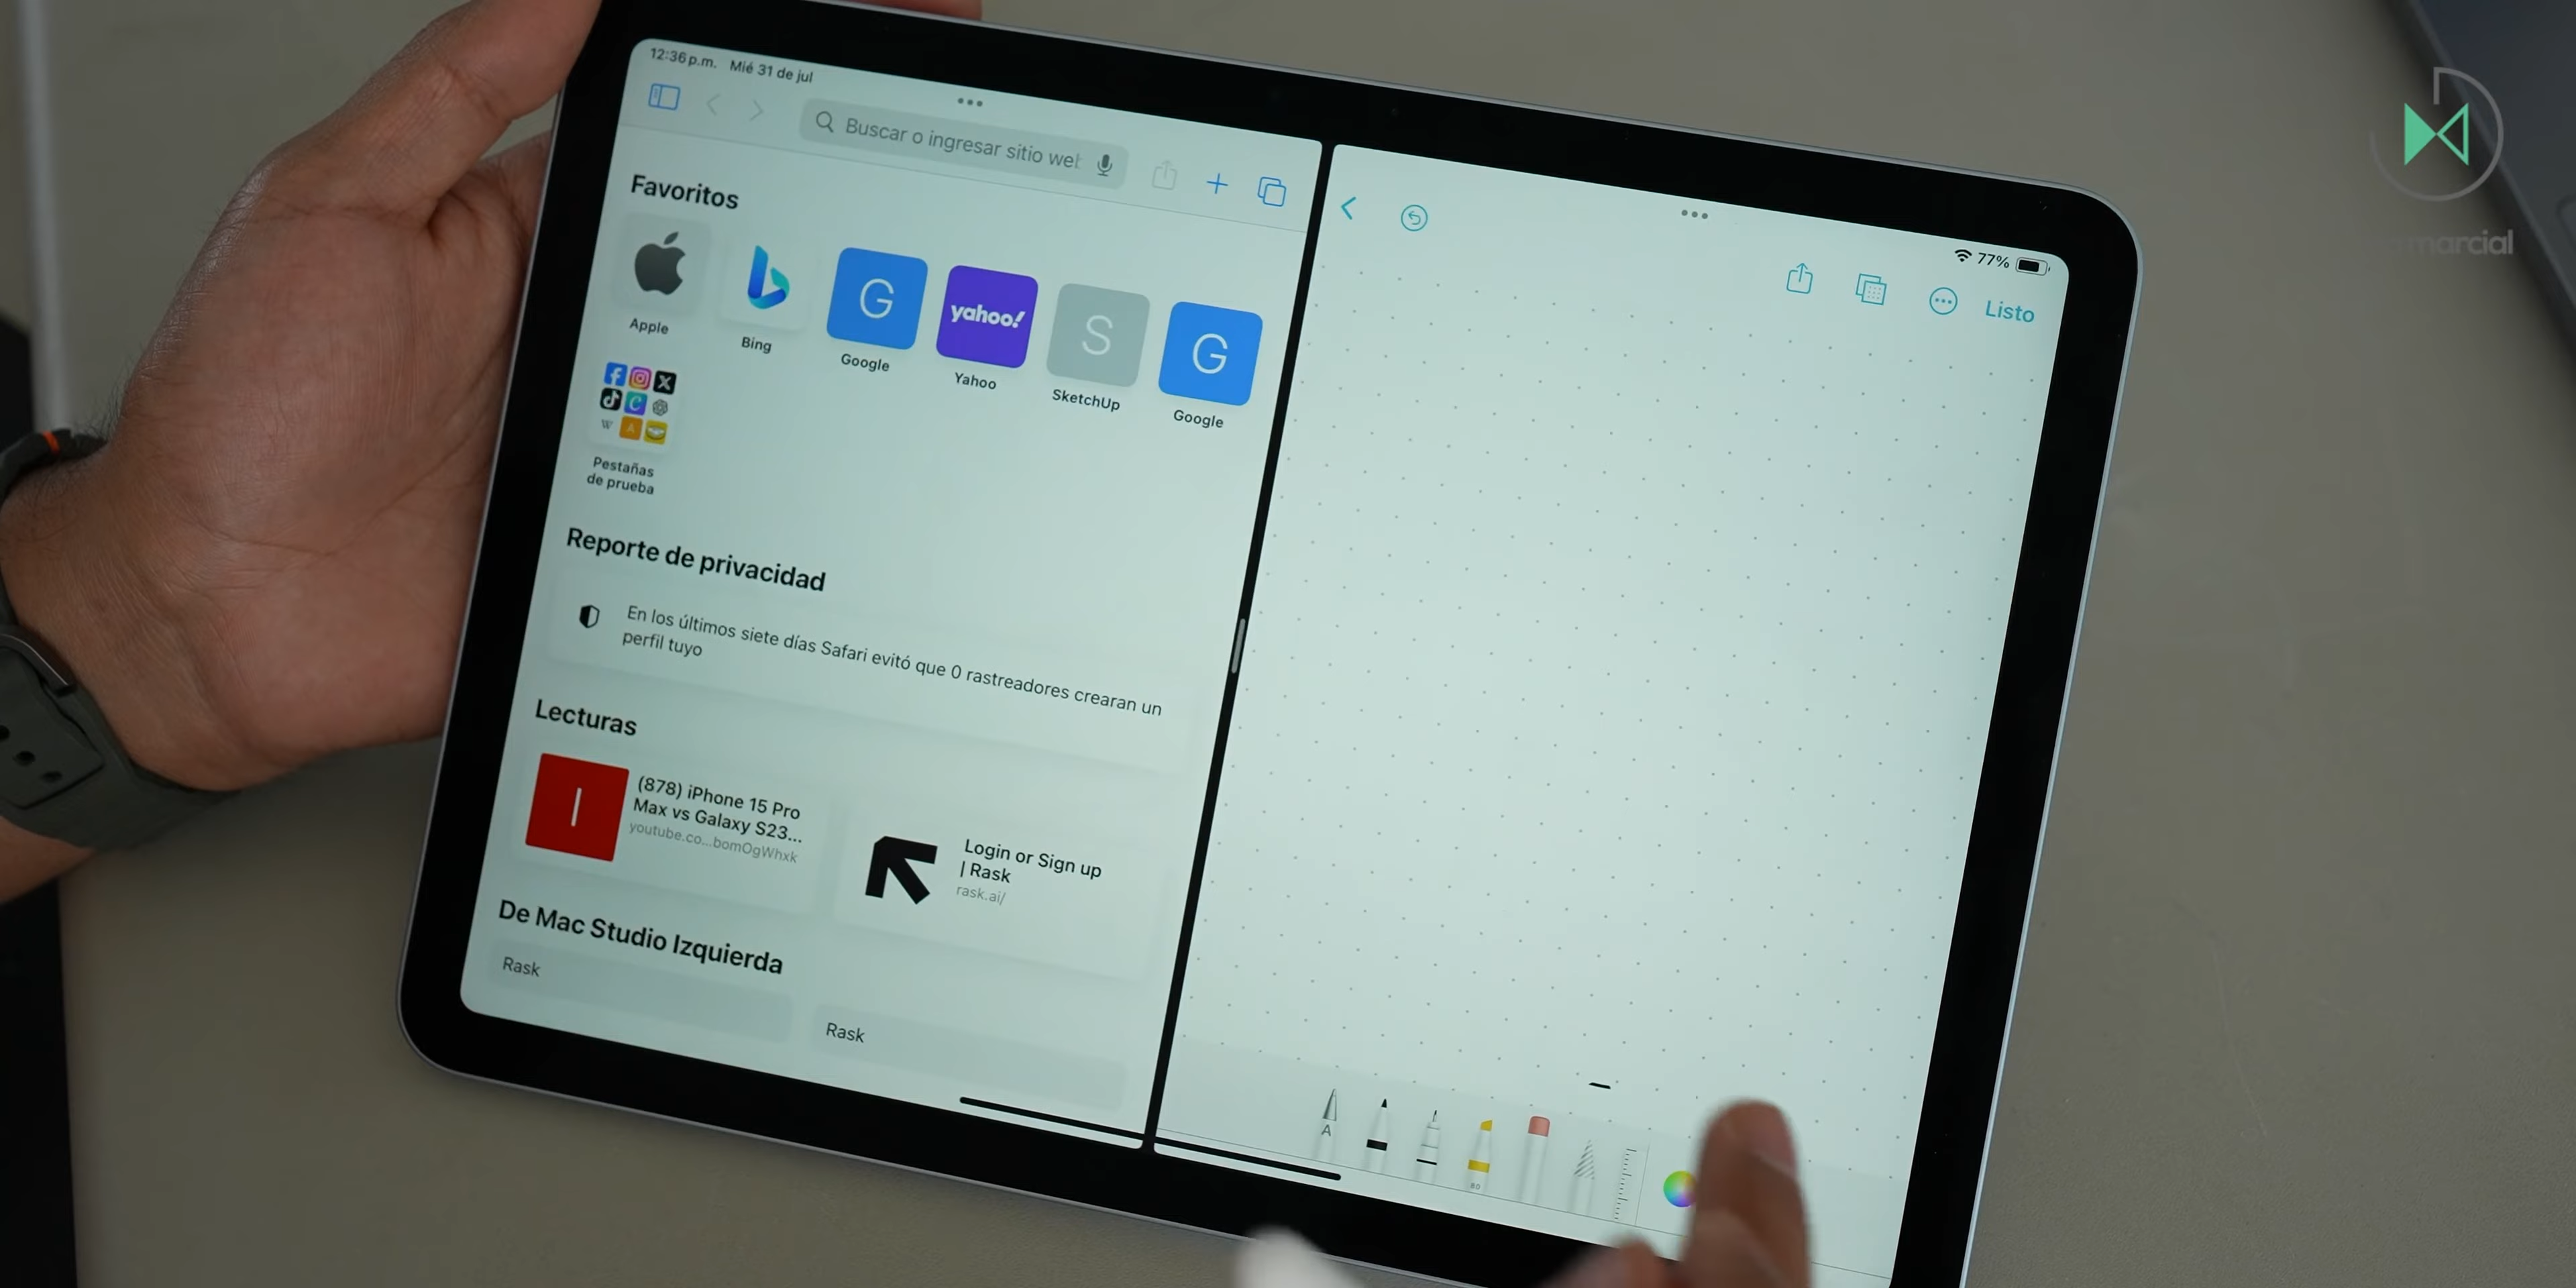 12:36 p.m. Mié 31 de jul
Buscar o ingresar sitio wel
Favoritos
Apple
Bing
G
Google
yahoo!
Yahoo
S
SketchUp
G
Google
Pestañas
de prueba
Reporte de privacidad
En los últimos siete días Safari evitó que 0 rastreadores crearan un
perfil tuyo
Lecturas
I
(878) iPhone 15 Pro
Max vs Galaxy S23...
youtube.co...bomOgWhxk
Login or Sign up
| Rask
rask.ai/
De Mac Studio Izquierda
Rask
Rask
77%
Listo
A
80
marcial